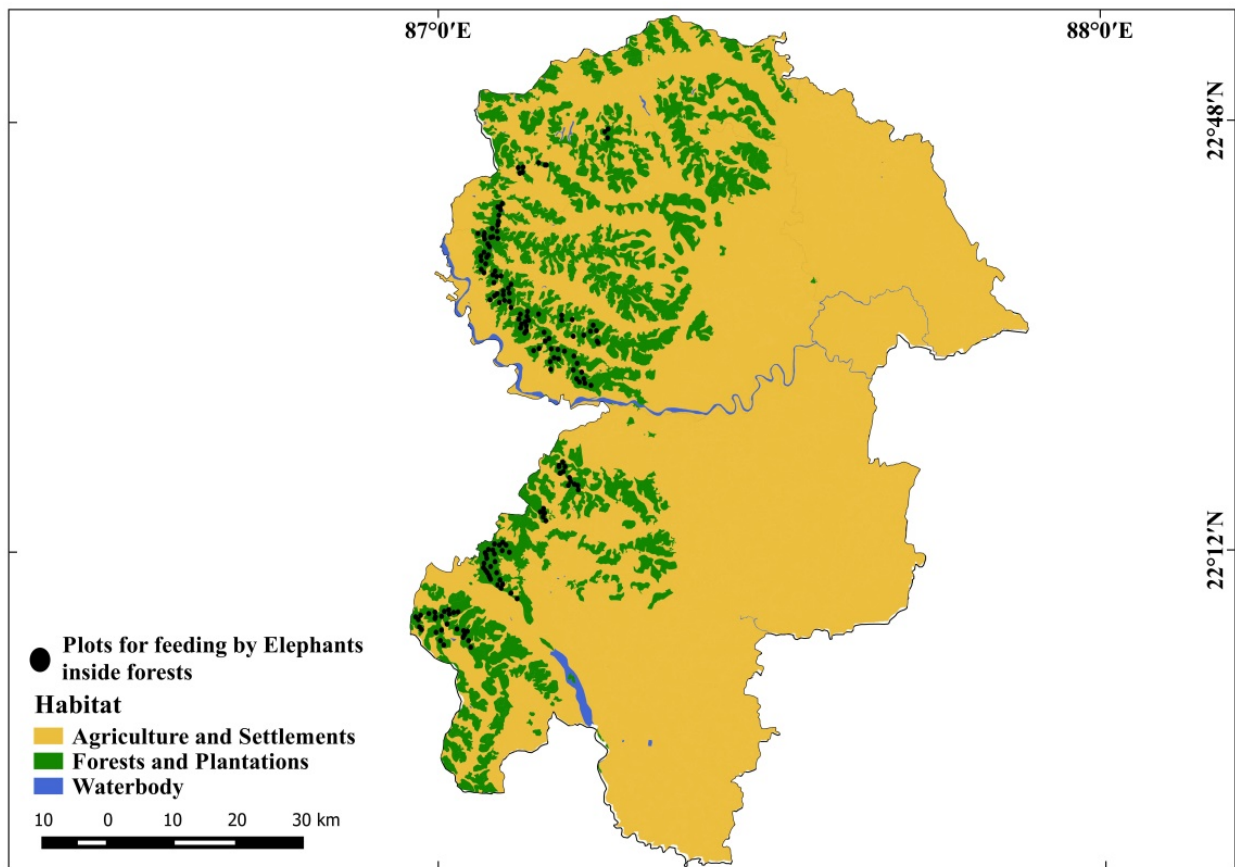 87°0′E
88°0′E
22°48′N
22°12′N
Plots for feeding by Elephants
inside forests
Habitat
Agriculture and Settlements
Forests and Plantations
Waterbody
10 0 10 20 30 km